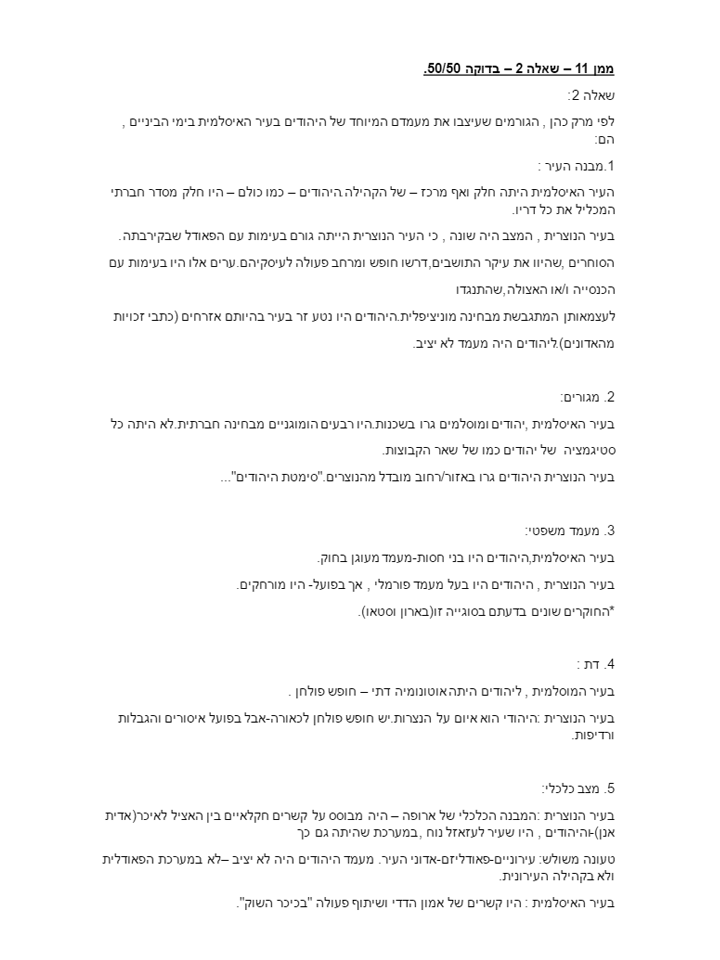 ממן 11 – שאלה 2 – בדוקה 50/50.
שאלה 2:
לפי מרק כהן , הגורמים שעיצבו את מעמדם המיוחד של היהודים בעיר האיסלמית בימי הביניים ,
הם:
1.מבנה העיר :
העיר האיסלמית היתה חלק ואף מרכז – של הקהילה.היהודים – כמו כולם – היו חלק מסדר חברתי
המכליל את כל דריו.
בעיר הנוצרית , המצב היה שונה , כי העיר הנוצרית הייתה גורם בעימות עם הפאודל שבקירבתה.
הסוחרים ,שהיוו את עיקר התושבים,דרשו חופש ומרחב פעולה לעיסקיהם.ערים אלו היו בעימות עם
הכנסייה ו/או האצולה,שהתנגדו
לעצמאותן המתגבשת מבחינה מוניציפלית.היהודים היו נטע זר בעיר בהיותם אזרחים (כתבי זכויות
מהאדונים).ליהודים היה מעמד לא יציב.
2. מגורים:
בעיר האיסלמית ,יהודים ומוסלמים גרו בשכנות.היו רבעים הומוגניים מבחינה חברתית.לא היתה כל
סטיגמציה של יהודים כמו של שאר הקבוצות.
בעיר הנוצרית היהודים גרו באזור/רחוב מובדל מהנוצרים."סימטת היהודים"...
3. מעמד משפטי:
בעיר האיסלמית,היהודים היו בני חסות-מעמד מעוגן בחוק.
בעיר הנוצרית , היהודים היו בעל מעמד פורמלי , אך בפועל- היו מורחקים.
*החוקרים שונים בדעתם בסוגייה זו(בארון וסטאו).
4. דת :
בעיר המוסלמית , ליהודים היתה אוטונומיה דתי – חופש פולחן .
בעיר הנוצרית :היהודי הוא איום על הנצרות.יש חופש פולחן לכאורה-אבל בפועל איסורים והגבלות
ורדיפות.
5. מצב כלכלי:
בעיר הנוצרית :המבנה הכלכלי של ארופה – היה מבוסס על קשרים חקלאיים בין האציל לאיכר(אדית
אנן)-והיהודים , היו שעיר לעזאזל נוח ,במערכת שהיתה גם כך
טעונה משולש: עירוניים-פאודליזם-אדוני העיר. מעמד היהודים היה לא יציב –לא במערכת הפאודלית
ולא בקהילה העירונית.
בעיר האיסלמית : היו קשרים של אמון הדדי ושיתוף פעולה "בכיכר השוק".